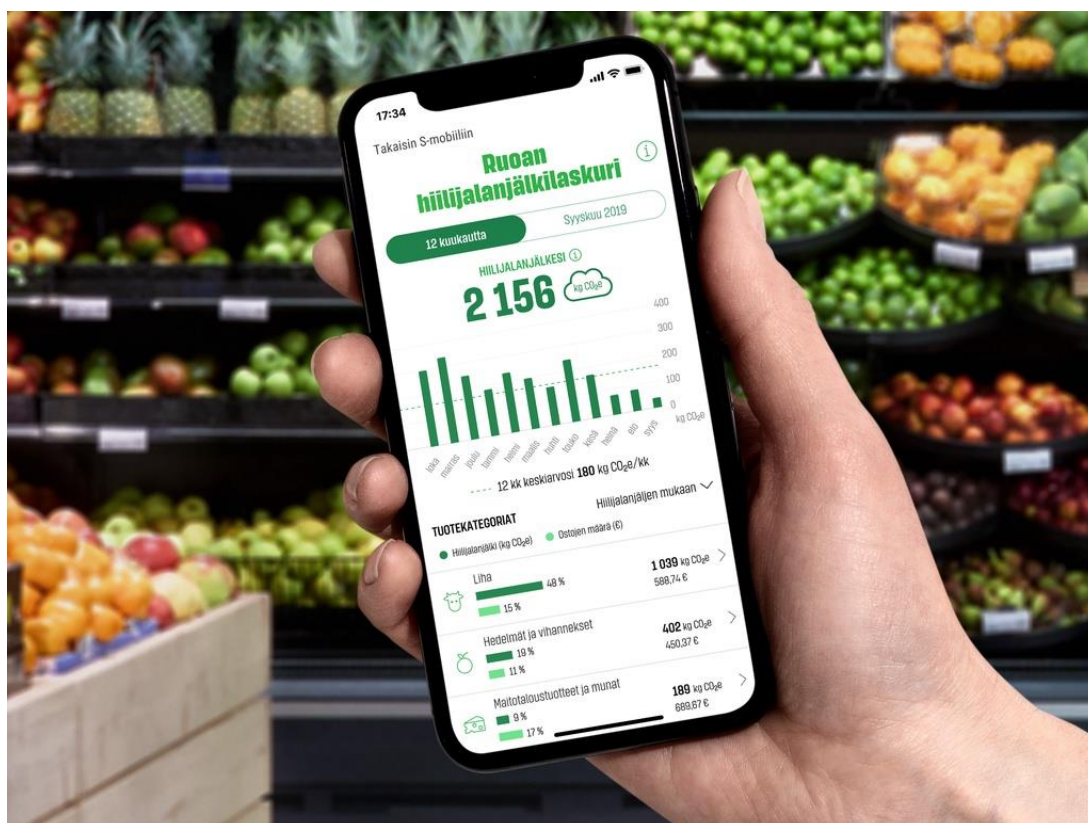 17:34
Takaisin S-mobiiliin
Ruoan
hiilijalanjälkilaskuri
12 kuukautta
Syyskuu 2019
HIILIJALANJÄLKESI
2 156 kg CO₂e
400
300
200
100
0
kg CO₂e
loka marras joulu tammi helmi maalis huhti touko kesä heinä elo syys
12 kk keskiarvosi 180 kg CO₂e/kk
TUOTEKATEGORIAT
Hiilijalanjäljen mukaan
Hiilijalanjälki (kg CO₂e) Ostojen määrä (€)
Liha
48 % 1 039 kg CO₂e
15 % 588,74 €
Hedelmät ja vihannekset
19 % 402 kg CO₂e
11 % 450,37 €
Maitotaloustuotteet ja munat
9 % 189 kg CO₂e
17 % 689,67 €